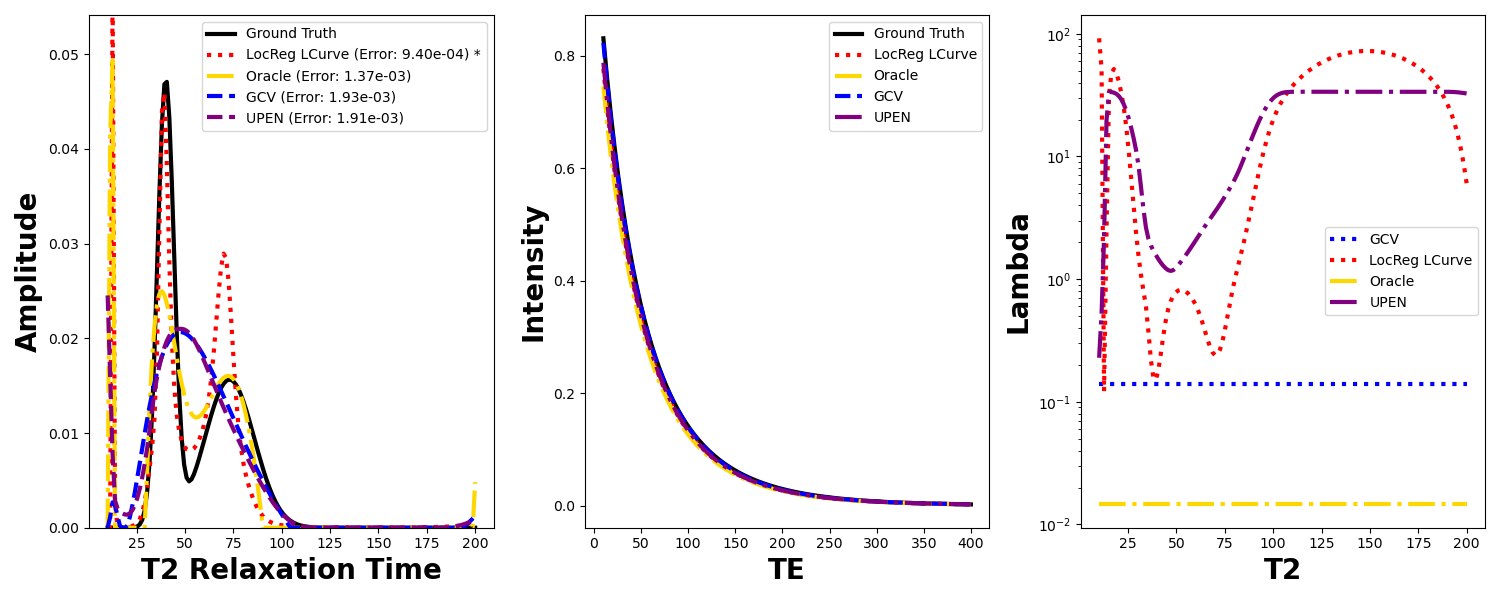 0.05
0.04
0.03
0.02
0.01
0.00
25
50
75
100
125
150
175
200
Amplitude
T2 Relaxation Time
Ground Truth
LocReg LCurve (Error: 9.40e-04) *
Oracle (Error: 1.37e-03)
GCV (Error: 1.93e-03)
UPEN (Error: 1.91e-03)
0.8
0.6
0.4
0.2
0.0
0
50
100
150
200
250
300
350
400
Intensity
TE
Ground Truth
LocReg LCurve
Oracle
GCV
UPEN
10²
10¹
10⁰
10⁻¹
10⁻²
25
50
75
100
125
150
175
200
Lambda
T2
GCV
LocReg LCurve
Oracle
UPEN